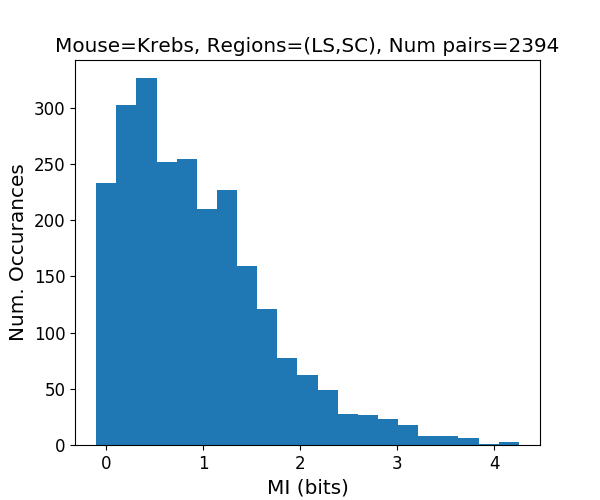 Mouse=Krebs, Regions=(LS,SC), Num pairs=2394
300
250
200
150
100
50
0
Num. Occurances
0 1 2 3 4
MI (bits)